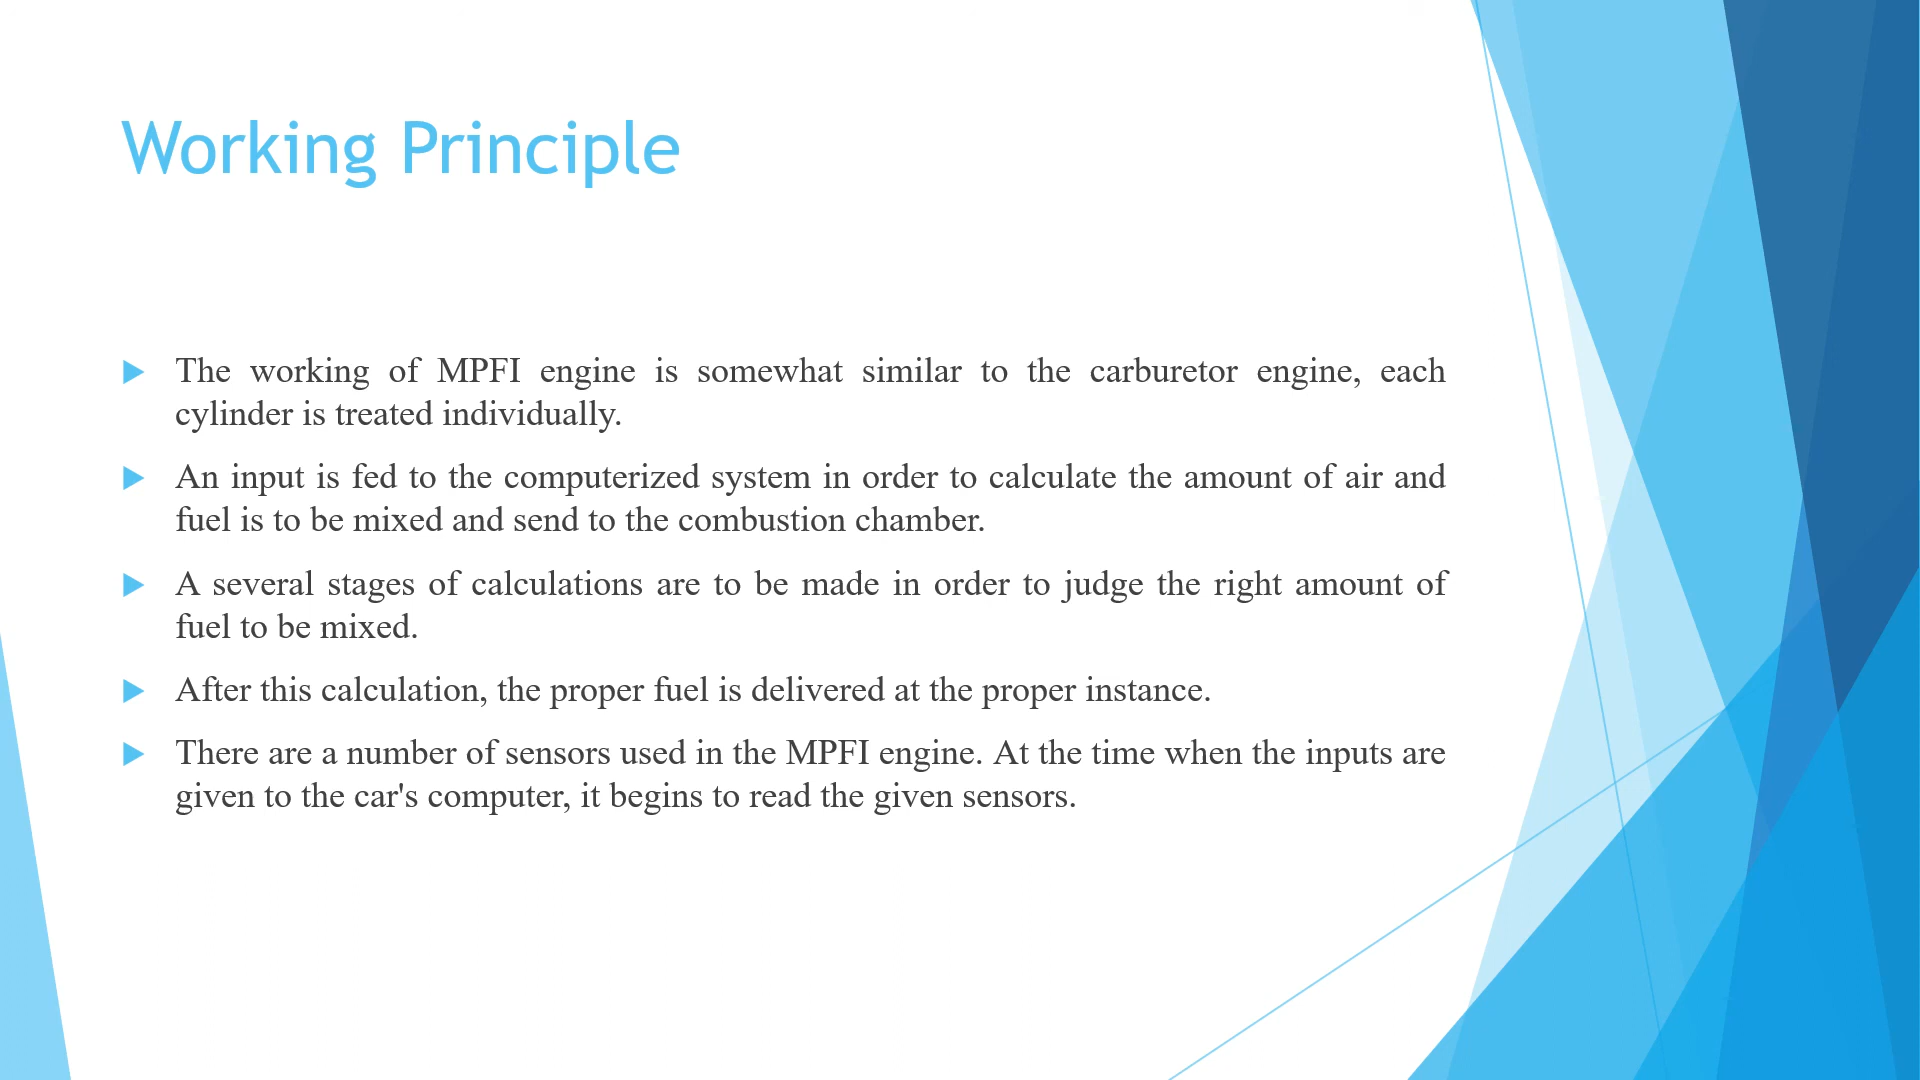 Working Principle
The working of MPFI engine is somewhat similar to the carburetor engine, each
cylinder is treated individually.
An input is fed to the computerized system in order to calculate the amount of air and
fuel is to be mixed and send to the combustion chamber.
A several stages of calculations are to be made in order to judge the right amount of
fuel to be mixed.
After this calculation, the proper fuel is delivered at the proper instance.
There are a number of sensors used in the MPFI engine. At the time when the inputs are
given to the car's computer, it begins to read the given sensors.